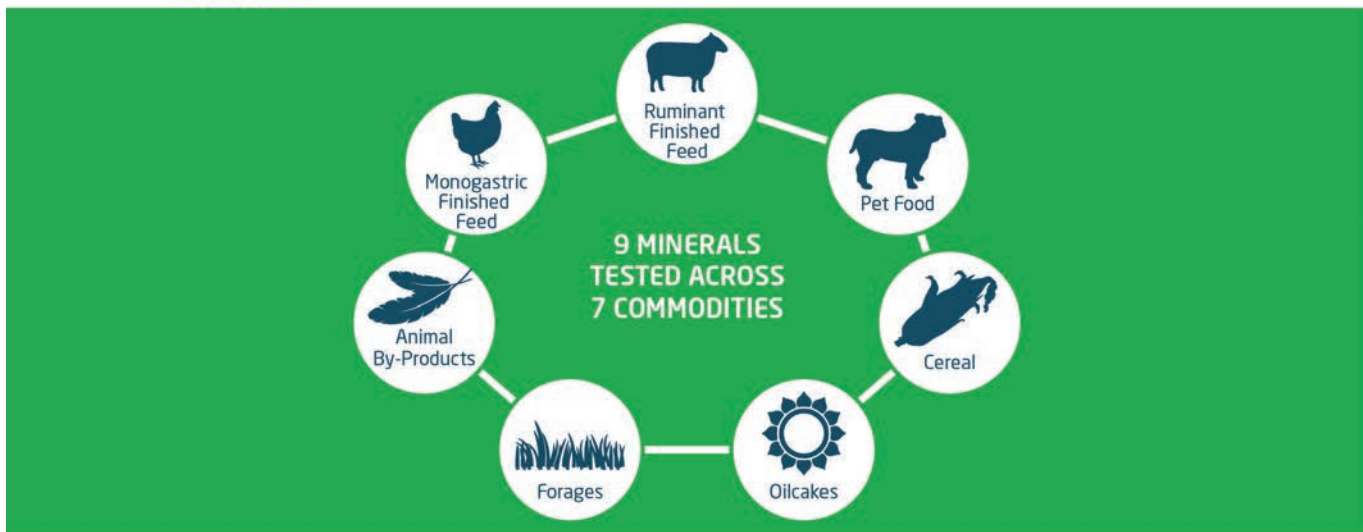 Ruminant
Finished
Feed
Monogastric
Finished
Feed
Pet Food
9 MINERALS
TESTED ACROSS
7 COMMODITIES
Animal
By-Products
Cereal
Forages
Oilcakes